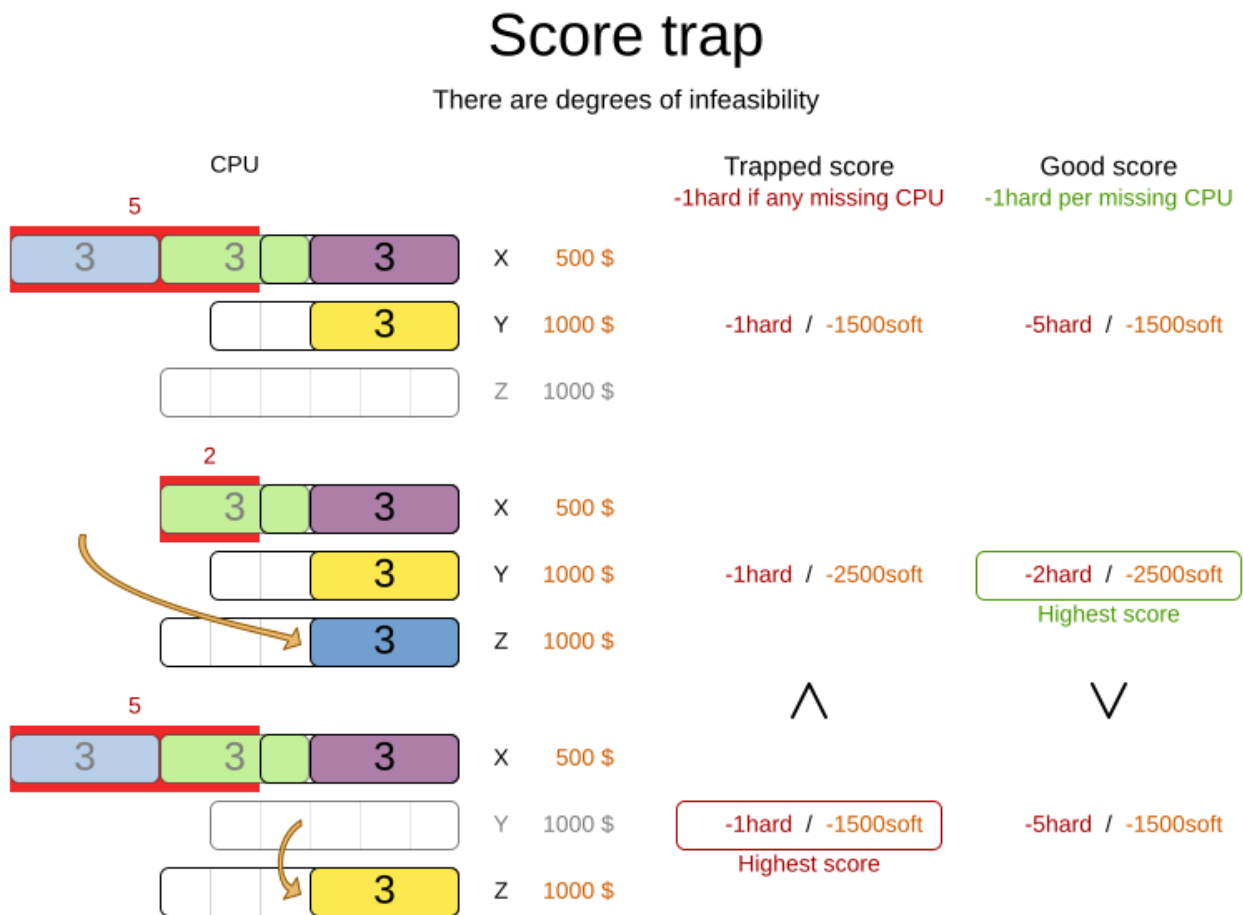 Score trap
There are degrees of infeasibility
CPU
Trapped score
Good score
-1hard if any missing CPU
-1hard per missing CPU
5
3 3 3 X 500 $
3 Y 1000 $ -1hard / -1500soft -5hard / -1500soft
Z 1000 $
2
3 3 X 500 $
3 Y 1000 $ -1hard / -2500soft -2hard / -2500soft
Highest score
3 Z 1000 $
5
3 3 3 X 500 $
Y 1000 $ -1hard / -1500soft -5hard / -1500soft
Highest score
3 Z 1000 $